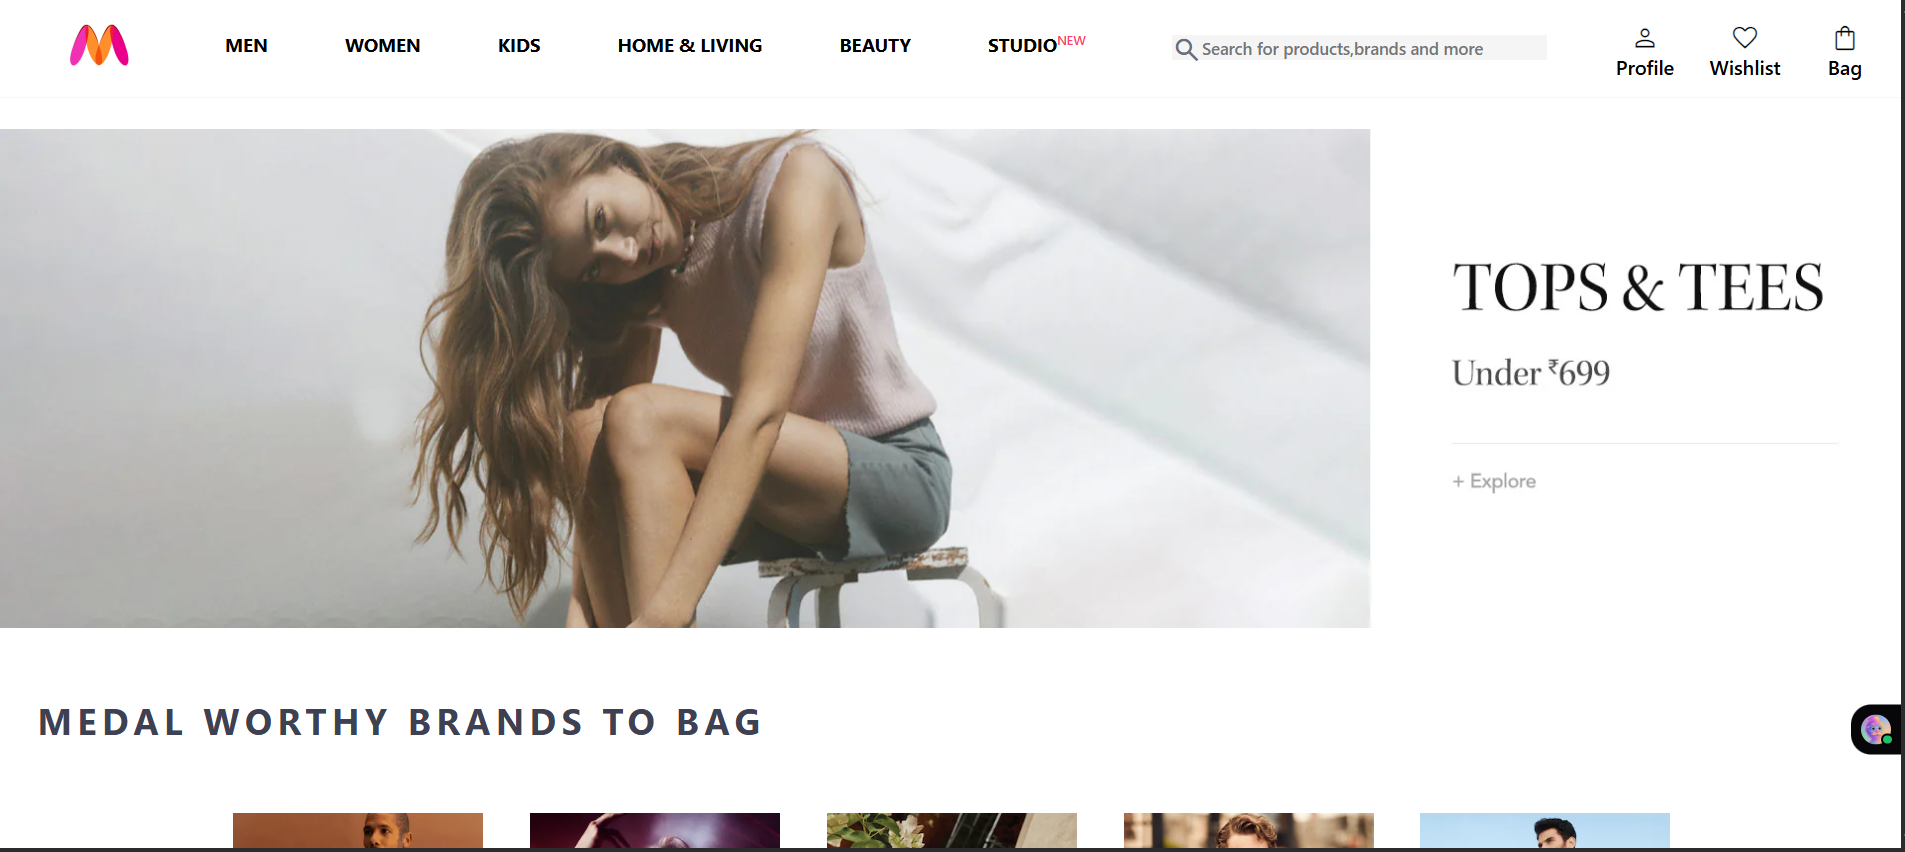 MEN WOMEN KIDS HOME & LIVING BEAUTY STUDIO NEW Search for products,brands and more Profile Wishlist Bag
TOPS & TEES
Under ₹699
+ Explore
MEDAL WORTHY BRANDS TO BAG